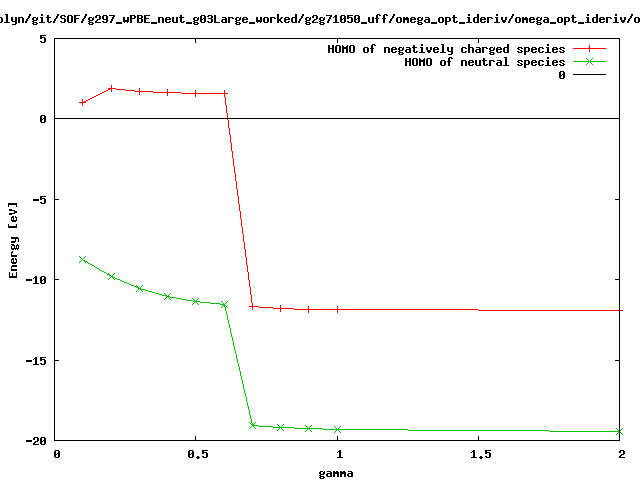 olyn/git/SOF/g297_wPBE_neut_g03Large_worked/g2g71050_uff/omega_opt_ideriv/omega_opt_ideriv/o
HOMO of negatively charged species
HOMO of neutral species
0
5
0
-5
-10
-15
-20
Energy [eV]
0 0.5 1 1.5 2
gamma